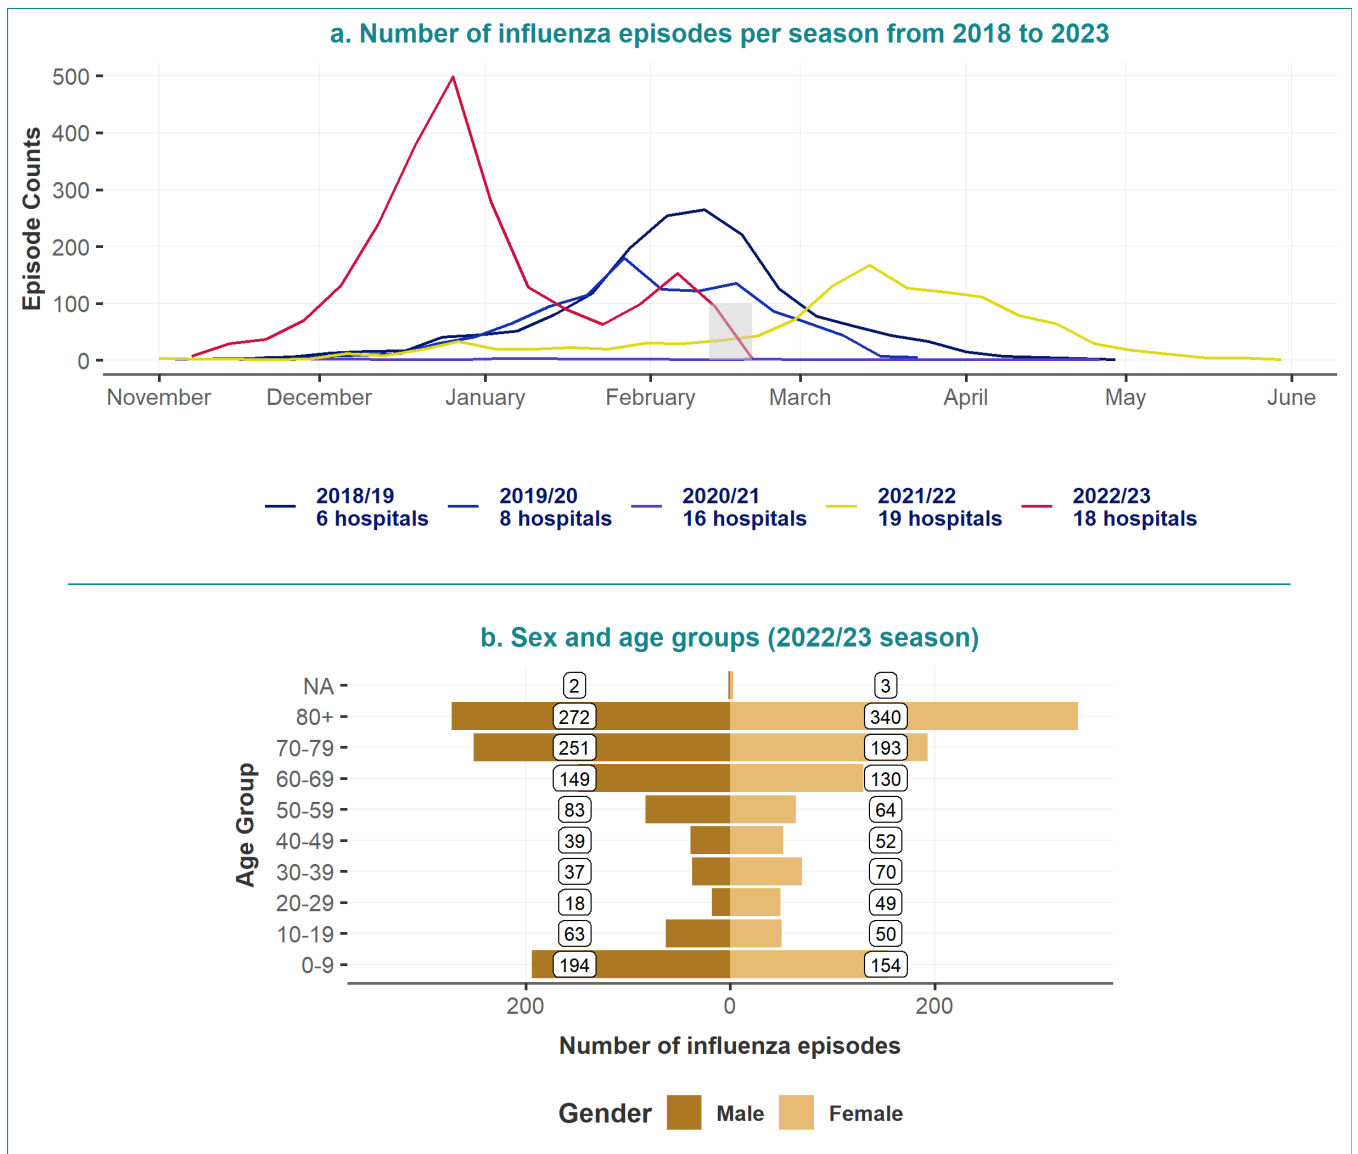 a. Number of influenza episodes per season from 2018 to 2023
Episode Counts
500
400
300
200
100
0
November December January February March April May June
2018/19 2019/20 2020/21 2021/22 2022/23
6 hospitals 8 hospitals 16 hospitals 19 hospitals 18 hospitals
b. Sex and age groups (2022/23 season)
Age Group
NA 2 3
80+ 272 340
70-79 251 193
60-69 149 130
50-59 83 64
40-49 39 52
30-39 37 70
20-29 18 49
10-19 63 50
0-9 194 154
200 0 200
Number of influenza episodes
Gender Male Female